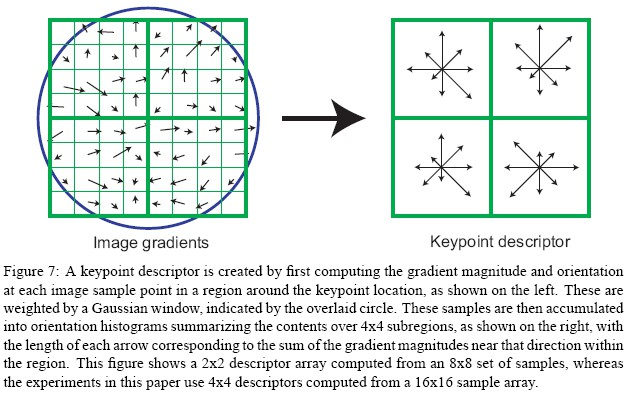 Image gradients
Keypoint descriptor
Figure 7: A keypoint descriptor is created by first computing the gradient magnitude and orientation
at each image sample point in a region around the keypoint location, as shown on the left. These are
weighted by a Gaussian window, indicated by the overlaid circle. These samples are then accumulated
into orientation histograms summarizing the contents over 4x4 subregions, as shown on the right, with
the length of each arrow corresponding to the sum of the gradient magnitudes near that direction within
the region. This figure shows a 2x2 descriptor array computed from an 8x8 set of samples, whereas
the experiments in this paper use 4x4 descriptors computed from a 16x16 sample array.